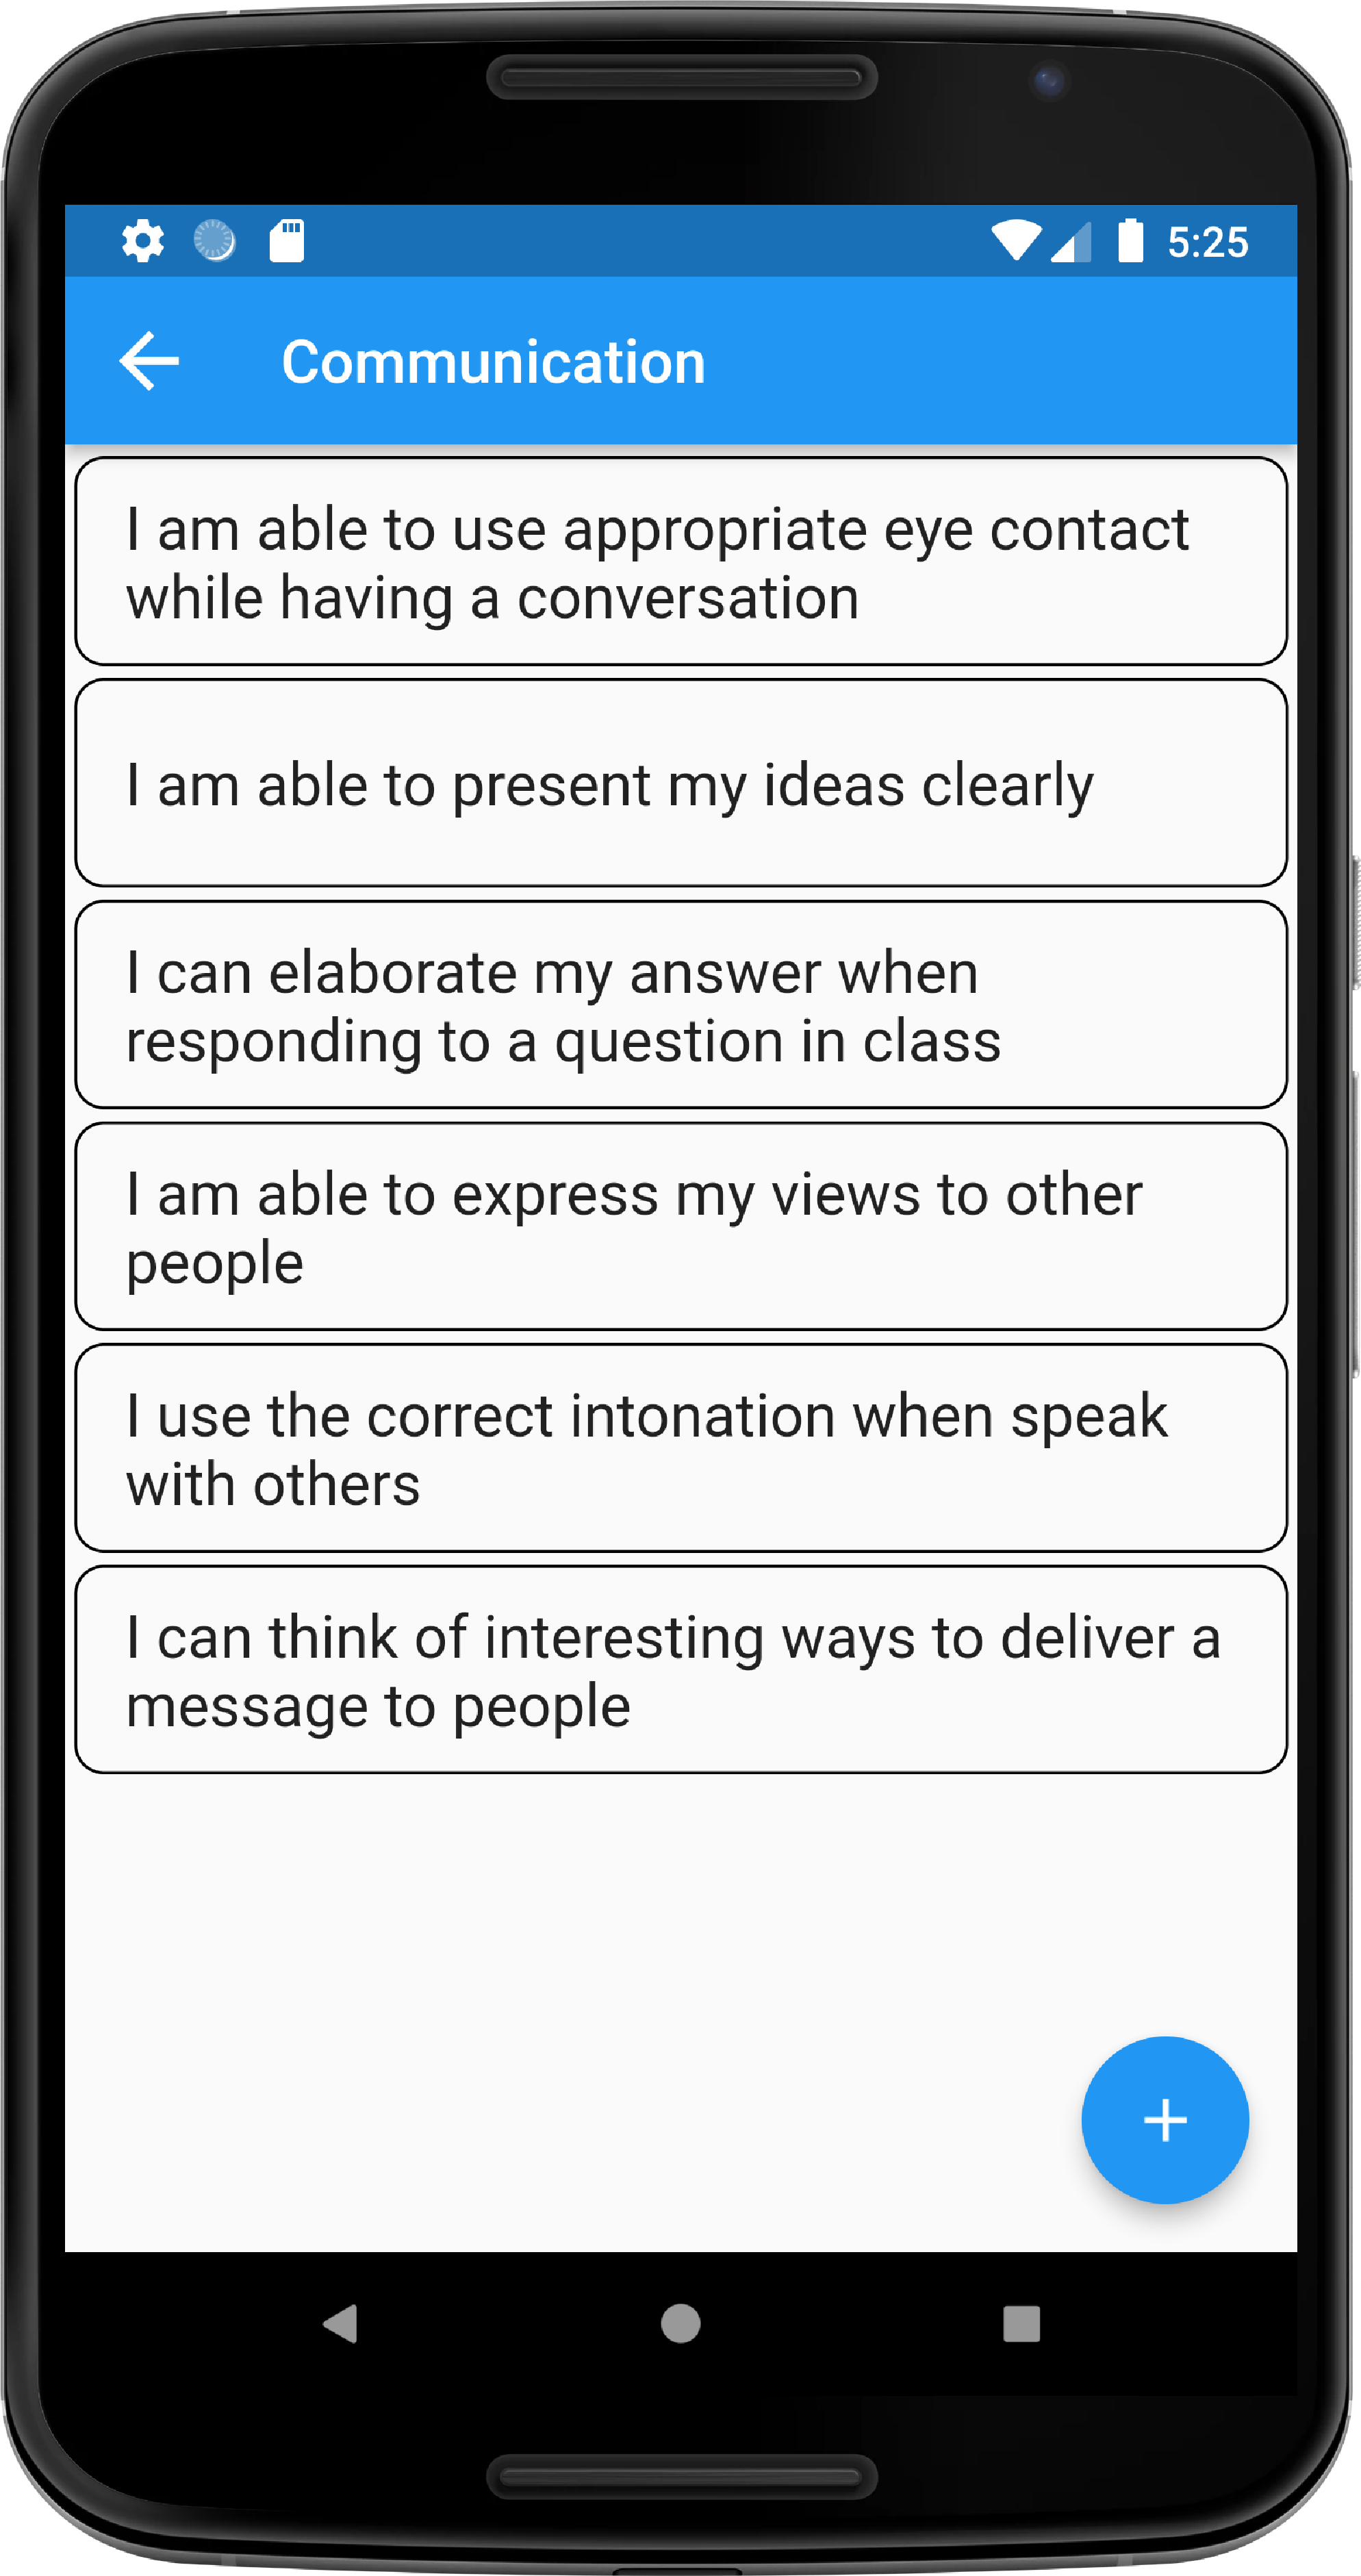 5:25
Communication
I am able to use appropriate eye contact
while having a conversation
I am able to present my ideas clearly
I can elaborate my answer when
responding to a question in class
I am able to express my views to other
people
I use the correct intonation when speak
with others
I can think of interesting ways to deliver a
message to people